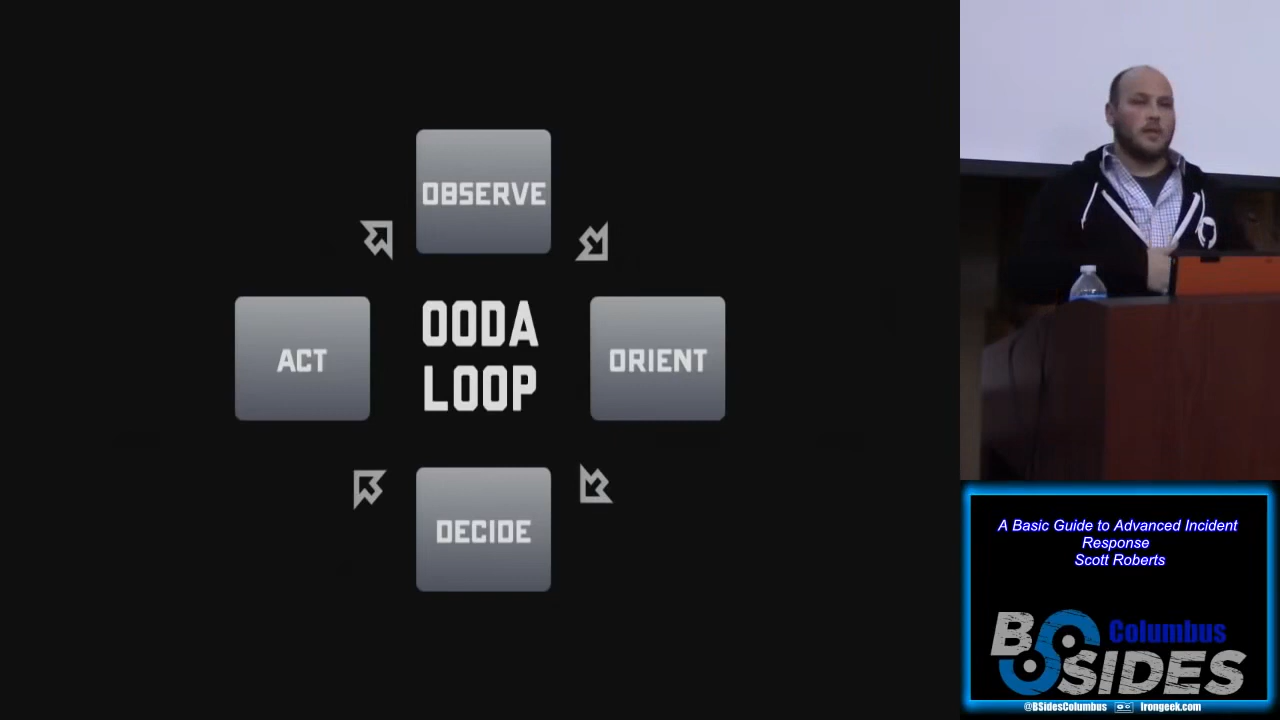 OBSERVE
ACT
OODA
LOOP
ORIENT
DECIDE
A Basic Guide to Advanced Incident
Response
Scott Roberts
Columbus
BSIDES
@BSidesColumbus
Irongeek.com